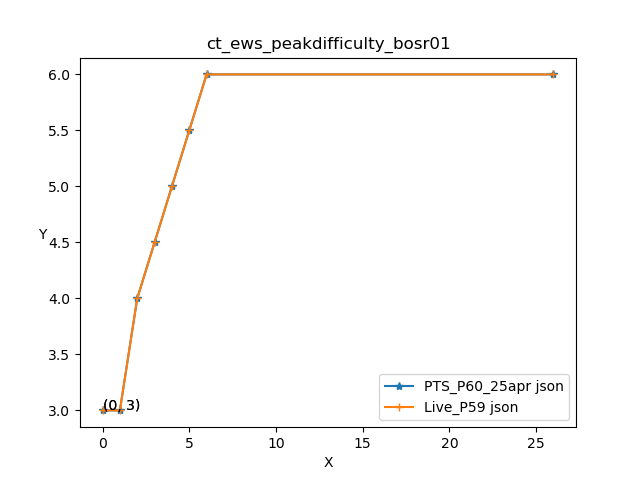 ct_ews_peakdifficulty_bosr01
6.0
5.5
5.0
4.5
4.0
3.5
3.0
Y
(0, 3)
PTS_P60_25apr json
Live_P59 json
0 5 10 15 20 25
X